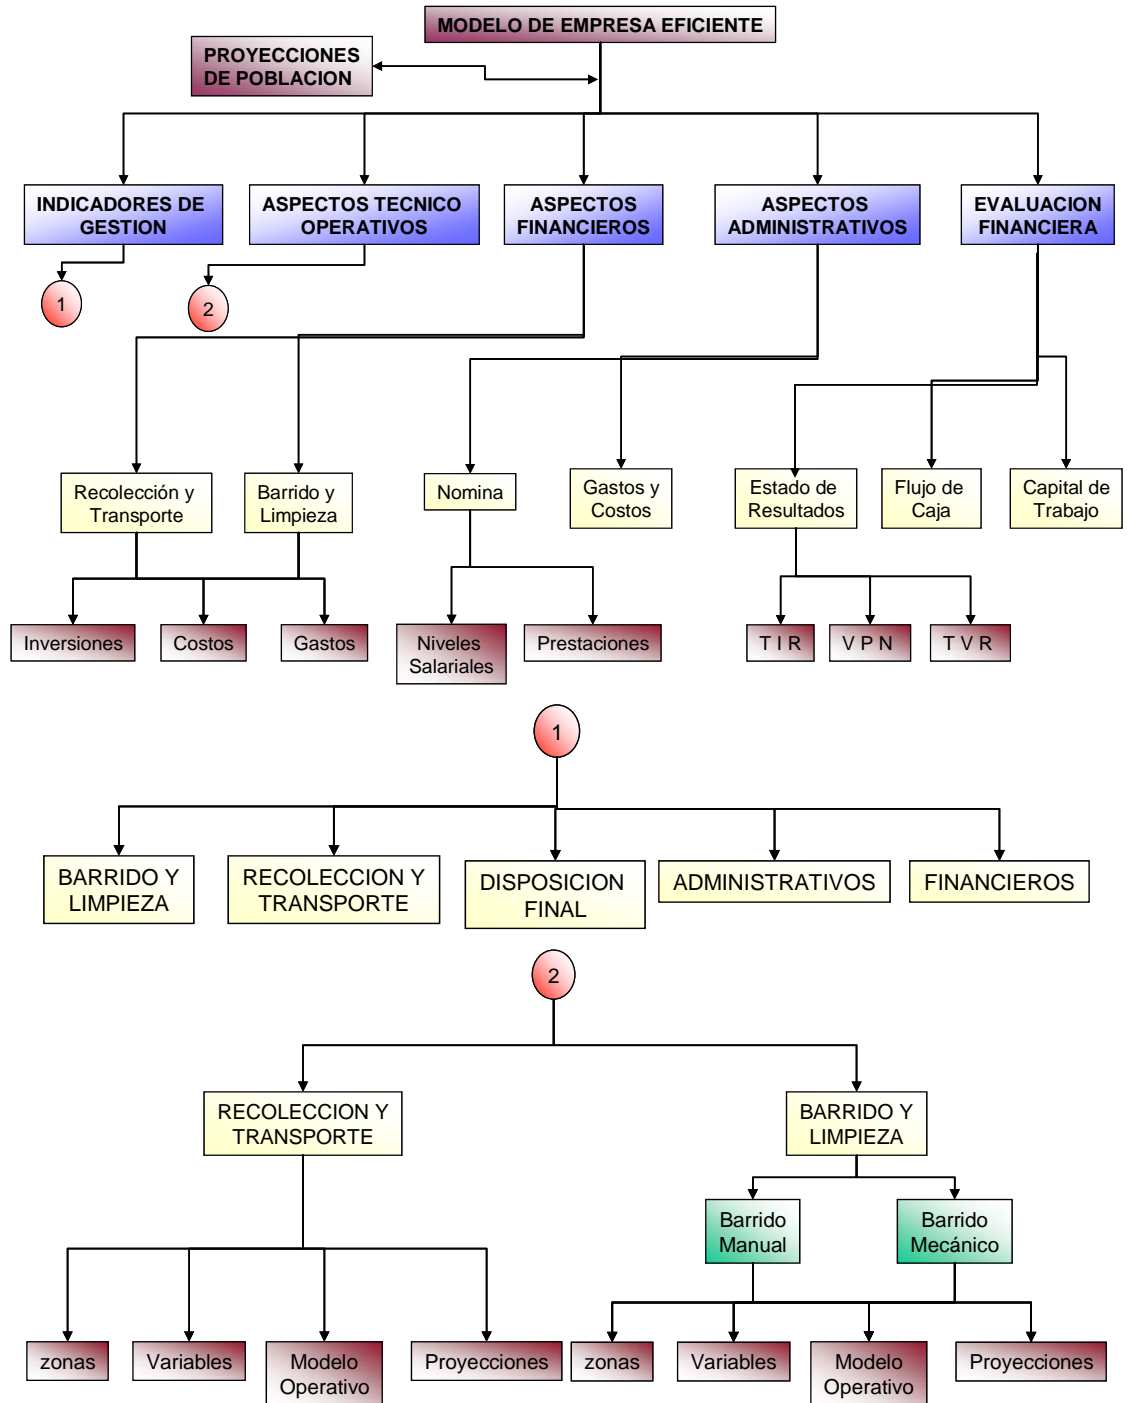 MODELO DE EMPRESA EFICIENTE
PROYECCIONES
DE POBLACION
INDICADORES DE
GESTION
ASPECTOS TECNICO
OPERATIVOS
ASPECTOS
FINANCIEROS
ASPECTOS
ADMINISTRATIVOS
EVALUACION
FINANCIERA
1
2
Recolección y
Transporte
Barrido y
Limpieza
Nomina
Gastos y
Costos
Estado de
Resultados
Flujo de
Caja
Capital de
Trabajo
Inversiones
Costos
Gastos
Niveles
Salariales
Prestaciones
T I R
V P N
T V R
1
BARRIDO Y
LIMPIEZA
RECOLECCION Y
TRANSPORTE
DISPOSICION
FINAL
ADMINISTRATIVOS
FINANCIEROS
2
RECOLECCION Y
TRANSPORTE
BARRIDO Y
LIMPIEZA
Barrido
Manual
Barrido
Mecánico
zonas
Variables
Modelo
Operativo
Proyecciones
zonas
Variables
Modelo
Operativo
Proyecciones